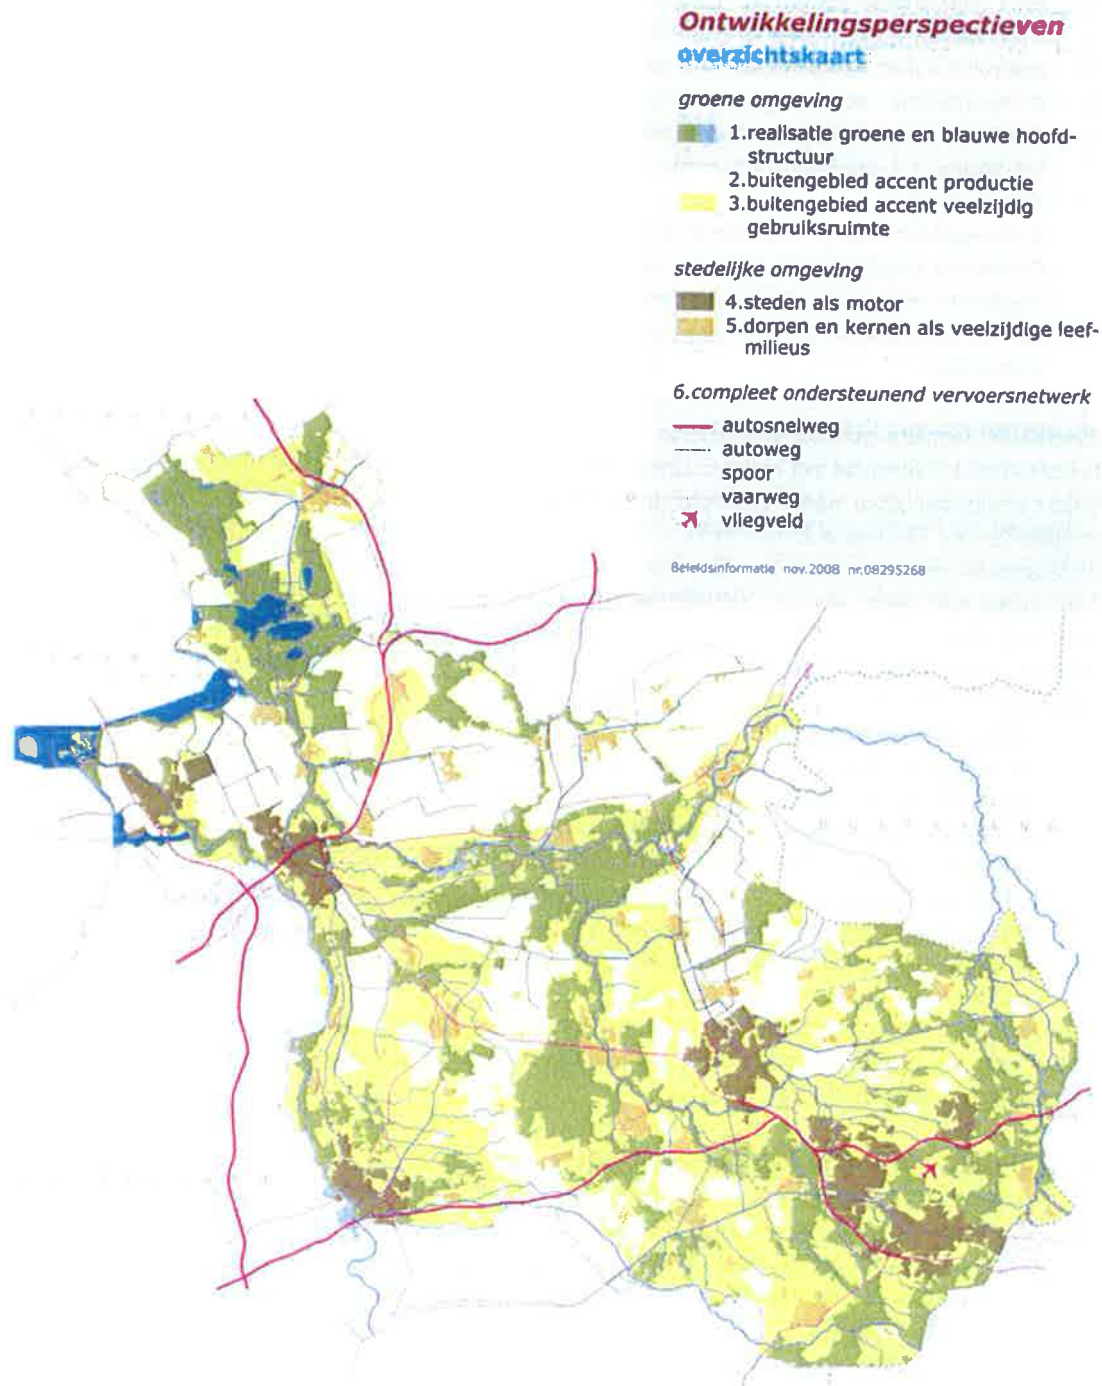 Ontwikkelingsperspectieven
overzichtskaart
groene omgeving
1.realisatie groene en blauwe hoofd-
structuur
2.buitengebied accent productie
3.buitengebied accent veelzijdig
gebruiksruimte
stedelijke omgeving
4.steden als motor
5.dorpen en kernen als veelzijdige leef-
milieus
6.compleet ondersteunend vervoersnetwerk
autosnelweg
autoweg
spoor
vaarweg
vliegveld
Beleidsinformatie nov.2008 nr.08295268